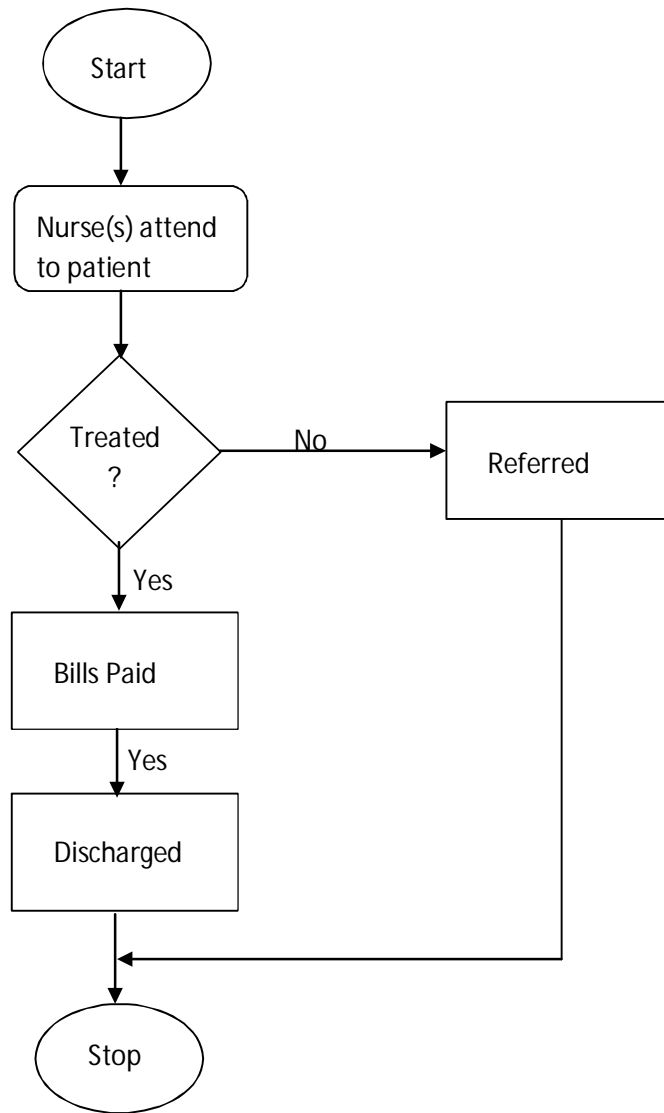 Start
Nurse(s) attend
to patient
Treated
?
No
Referred
Yes
Bills Paid
Yes
Discharged
Stop